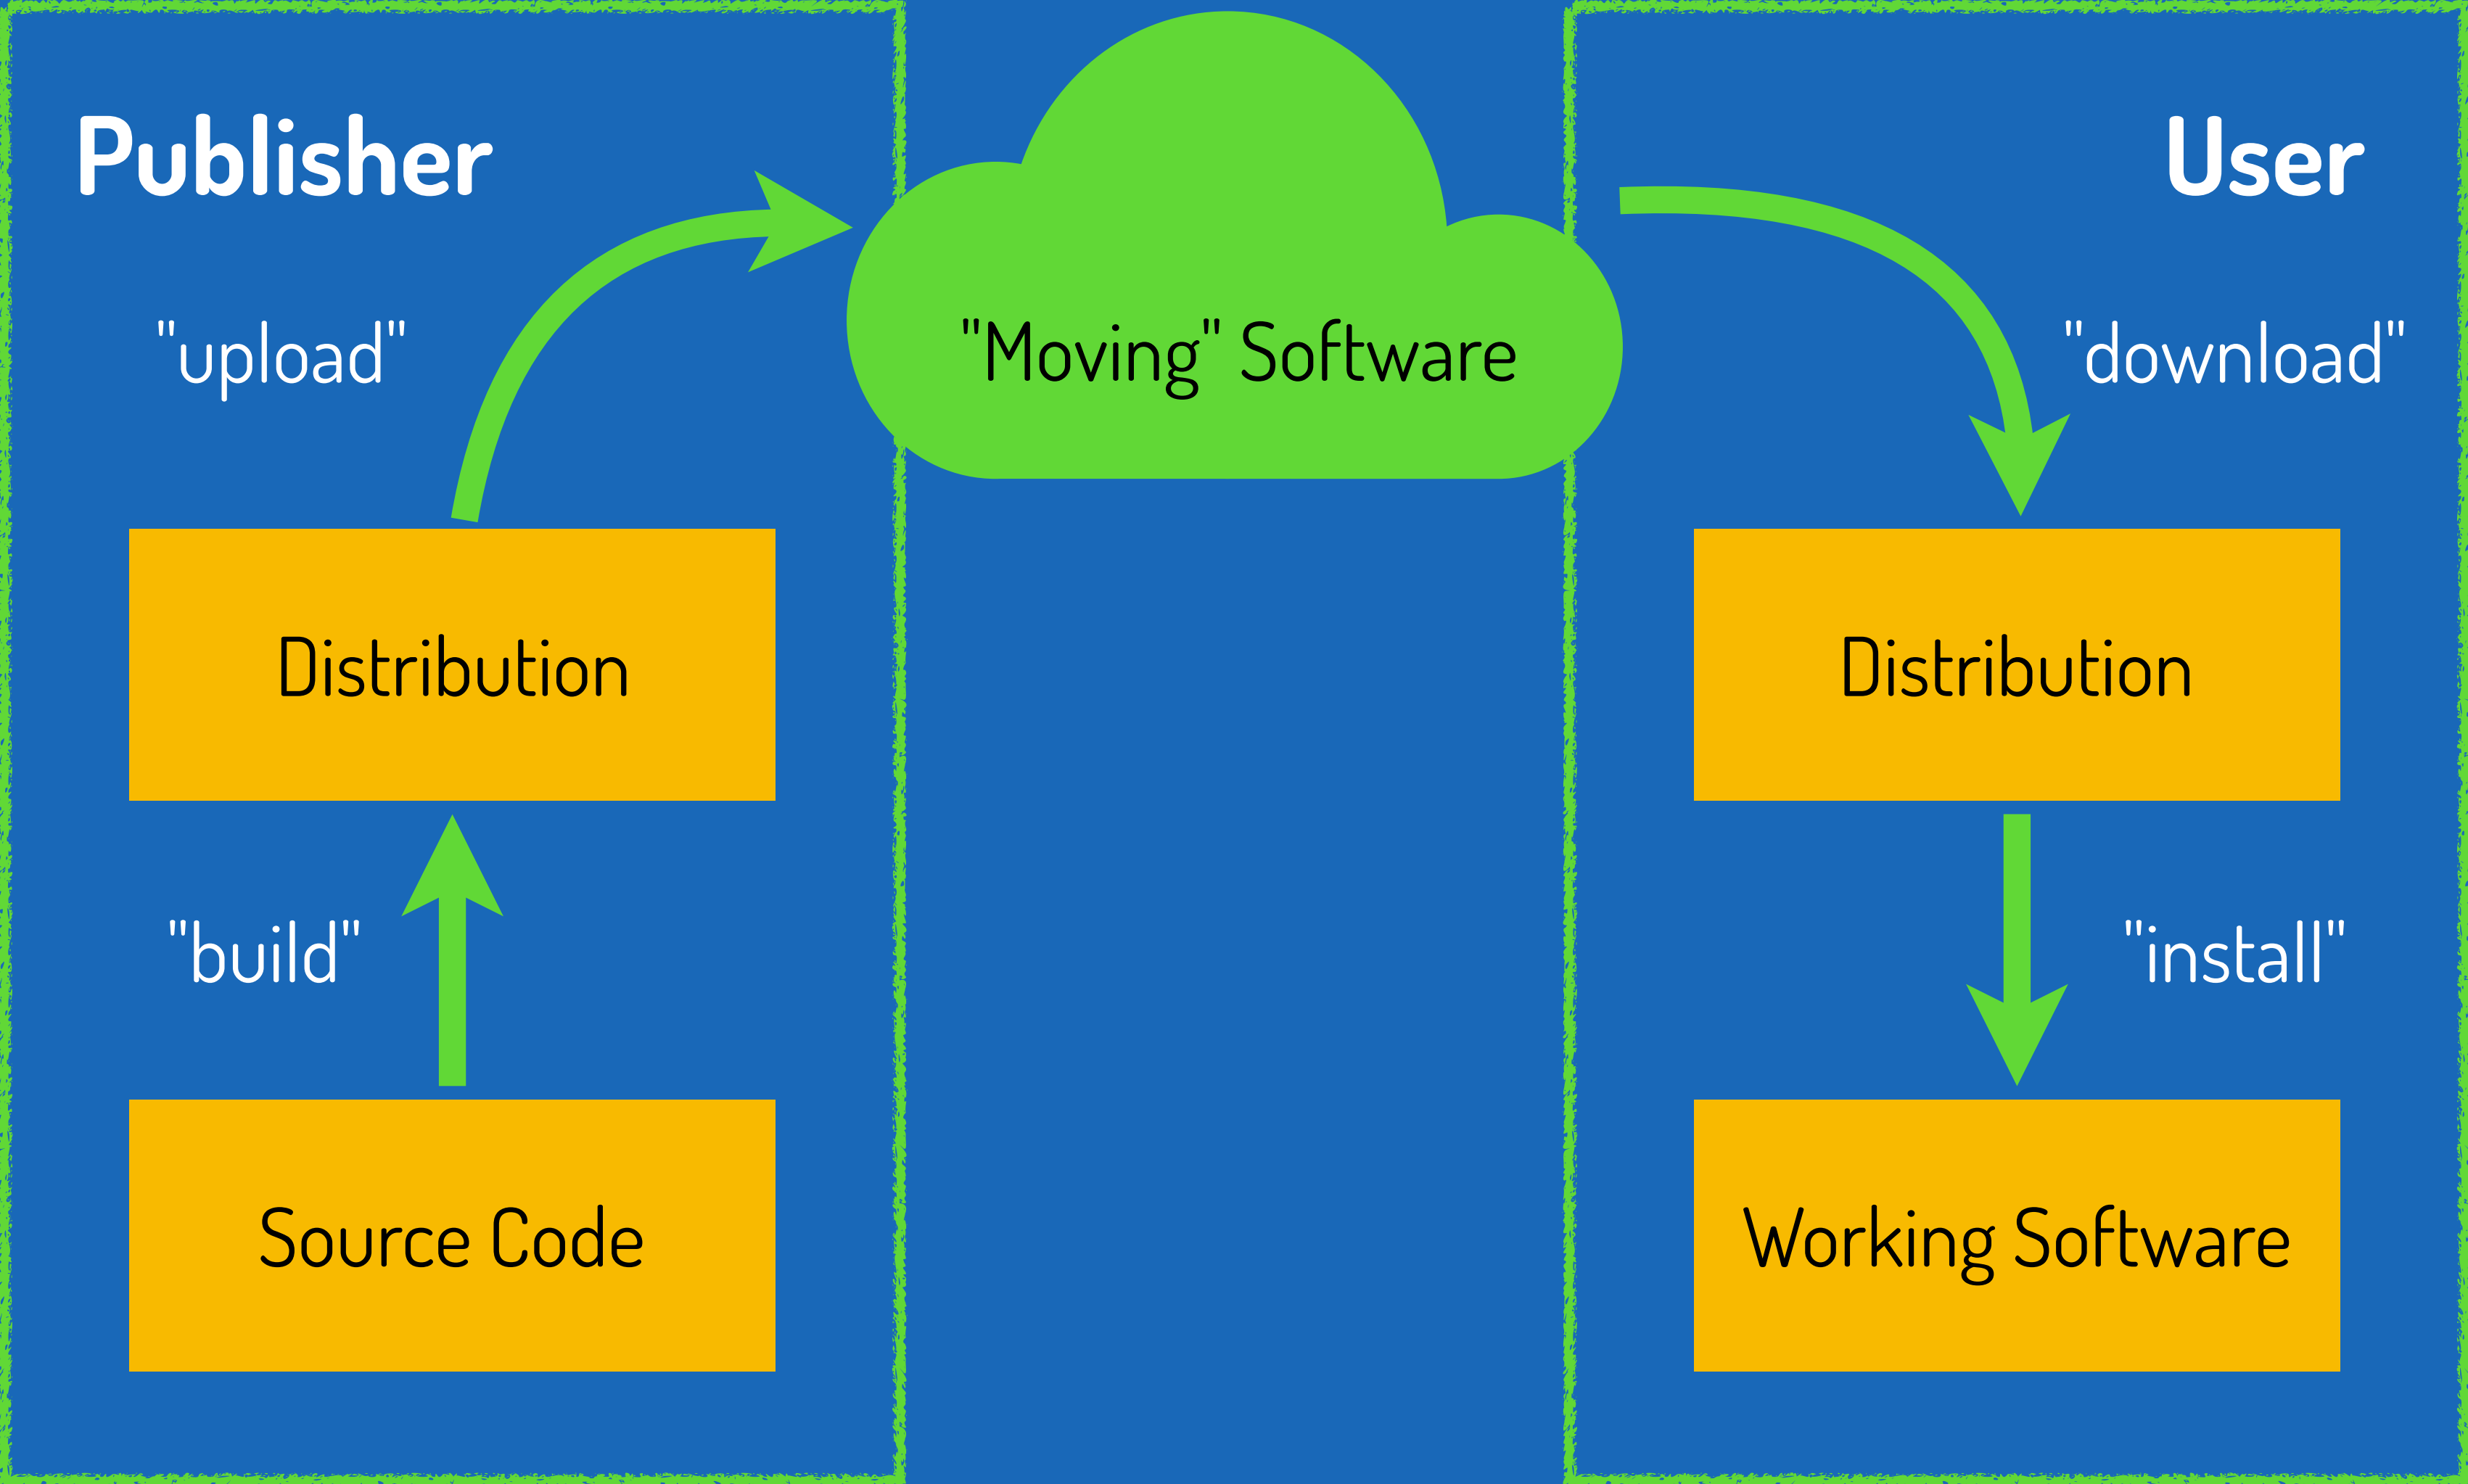 Publisher
"upload"
Distribution
"build"
Source Code
"Moving" Software
User
"download"
Distribution
"install"
Working Software